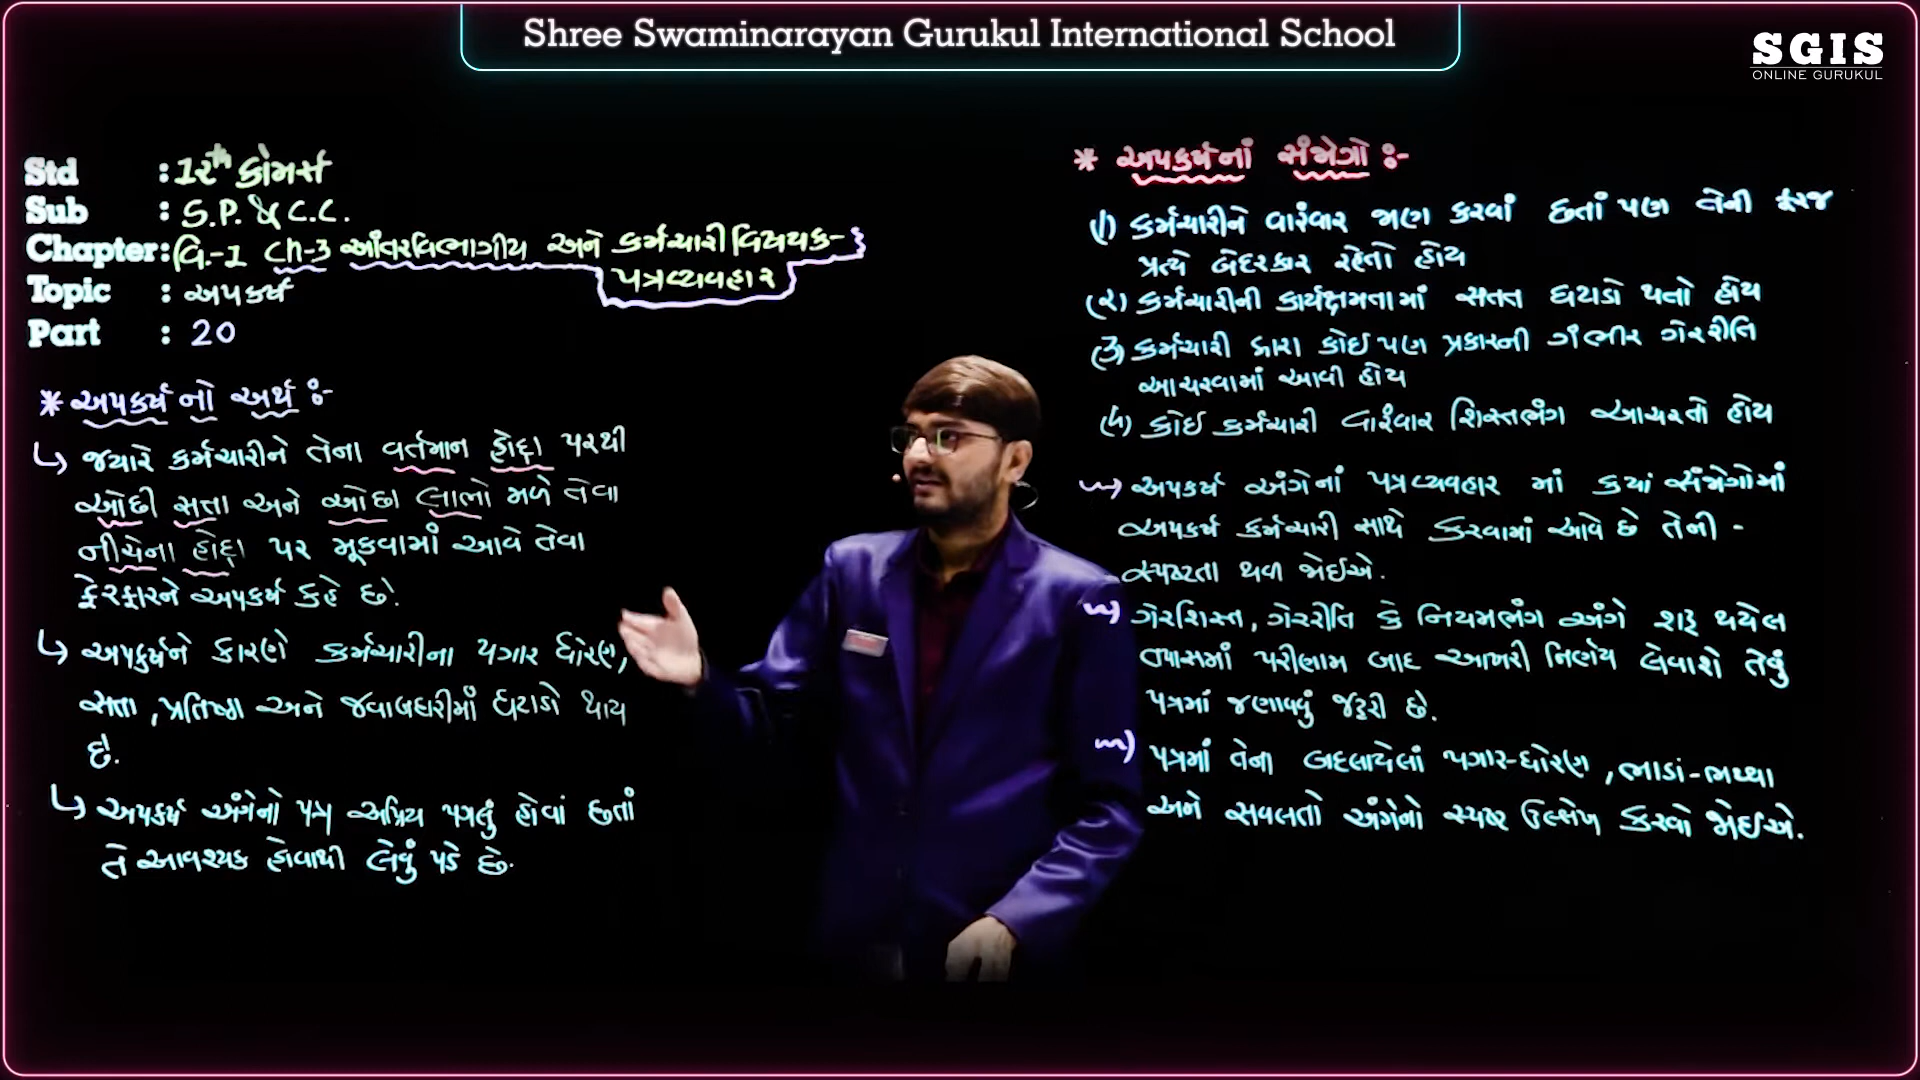 Shree Swaminarayan Gurukul International School
SGIS
ONLINE GURUKUL
Std : 12th કોમર્સ
Sub : S.P. & C.C.
Chapter: વિ.-1 Ch-3 આંતરવિભાગીય અને કર્મચારી વિષયક-
પત્રવ્યવહાર
Topic : અપકર્ષ
Part : 20
* અપકર્ષ નો અર્થ :-
↳ જ્યારે કર્મચારીને તેના વર્તમાન હોદ્દા પરથી
ઓછી સત્તા અને ઓછા લાભો મળે તેવા
નીચેના હોદ્દા પર મૂકવામાં આવે તેવા
ફેરફારને અપકર્ષ કહે છે.
↳ અપકર્ષને કારણે કર્મચારીના પગાર ધોરણ,
સત્તા, પ્રતિષ્ઠા અને જવાબદારીમાં ઘટાડો થાય
છે.
↳ અપકર્ષ અંગેનો પત્ર અપ્રિય પગલું હોવાં છતાં
તે આવશ્યક હોવાથી લેવું પડે છે.
* અપકર્ષનાં સંજોગો :-
(૧) કર્મચારીને વારંવાર જાણ કરવાં છતાં પણ તેની ફરજ
પ્રત્યે બેદરકાર રહેતો હોય
(૨) કર્મચારીની કાર્યક્ષમતામાં સતત ઘટાડો થતો હોય
(૩) કર્મચારી દ્વારા કોઈ પણ પ્રકારની ગંભીર ગેરરીતિ
આચરવામાં આવી હોય
(૪) કોઈ કર્મચારી વારંવાર શિસ્તભંગ આચરતો હોય
અપકર્ષ અંગેનાં પત્રવ્યવહાર માં કયાં સંજોગોમાં
અપકર્ષ કર્મચારી સાથે કરવામાં આવે છે તેની -
સ્પષ્ટતા થવી જોઈએ.
ગેરશિસ્ત, ગેરરીતિ કે નિયમભંગ અંગે શરૂ થયેલ
તપાસમાં પરીણામ બાદ આખરી નિર્ણય લેવાશે તેવું
પત્રમાં જણાવવું જરૂરી છે.
પત્રમાં તેના બદલાયેલાં પગાર-ધોરણ, ભાડાં-ભથ્થા
અને સવલતો અંગેનો સ્પષ્ટ ઉલ્લેખ કરવો જોઈએ.